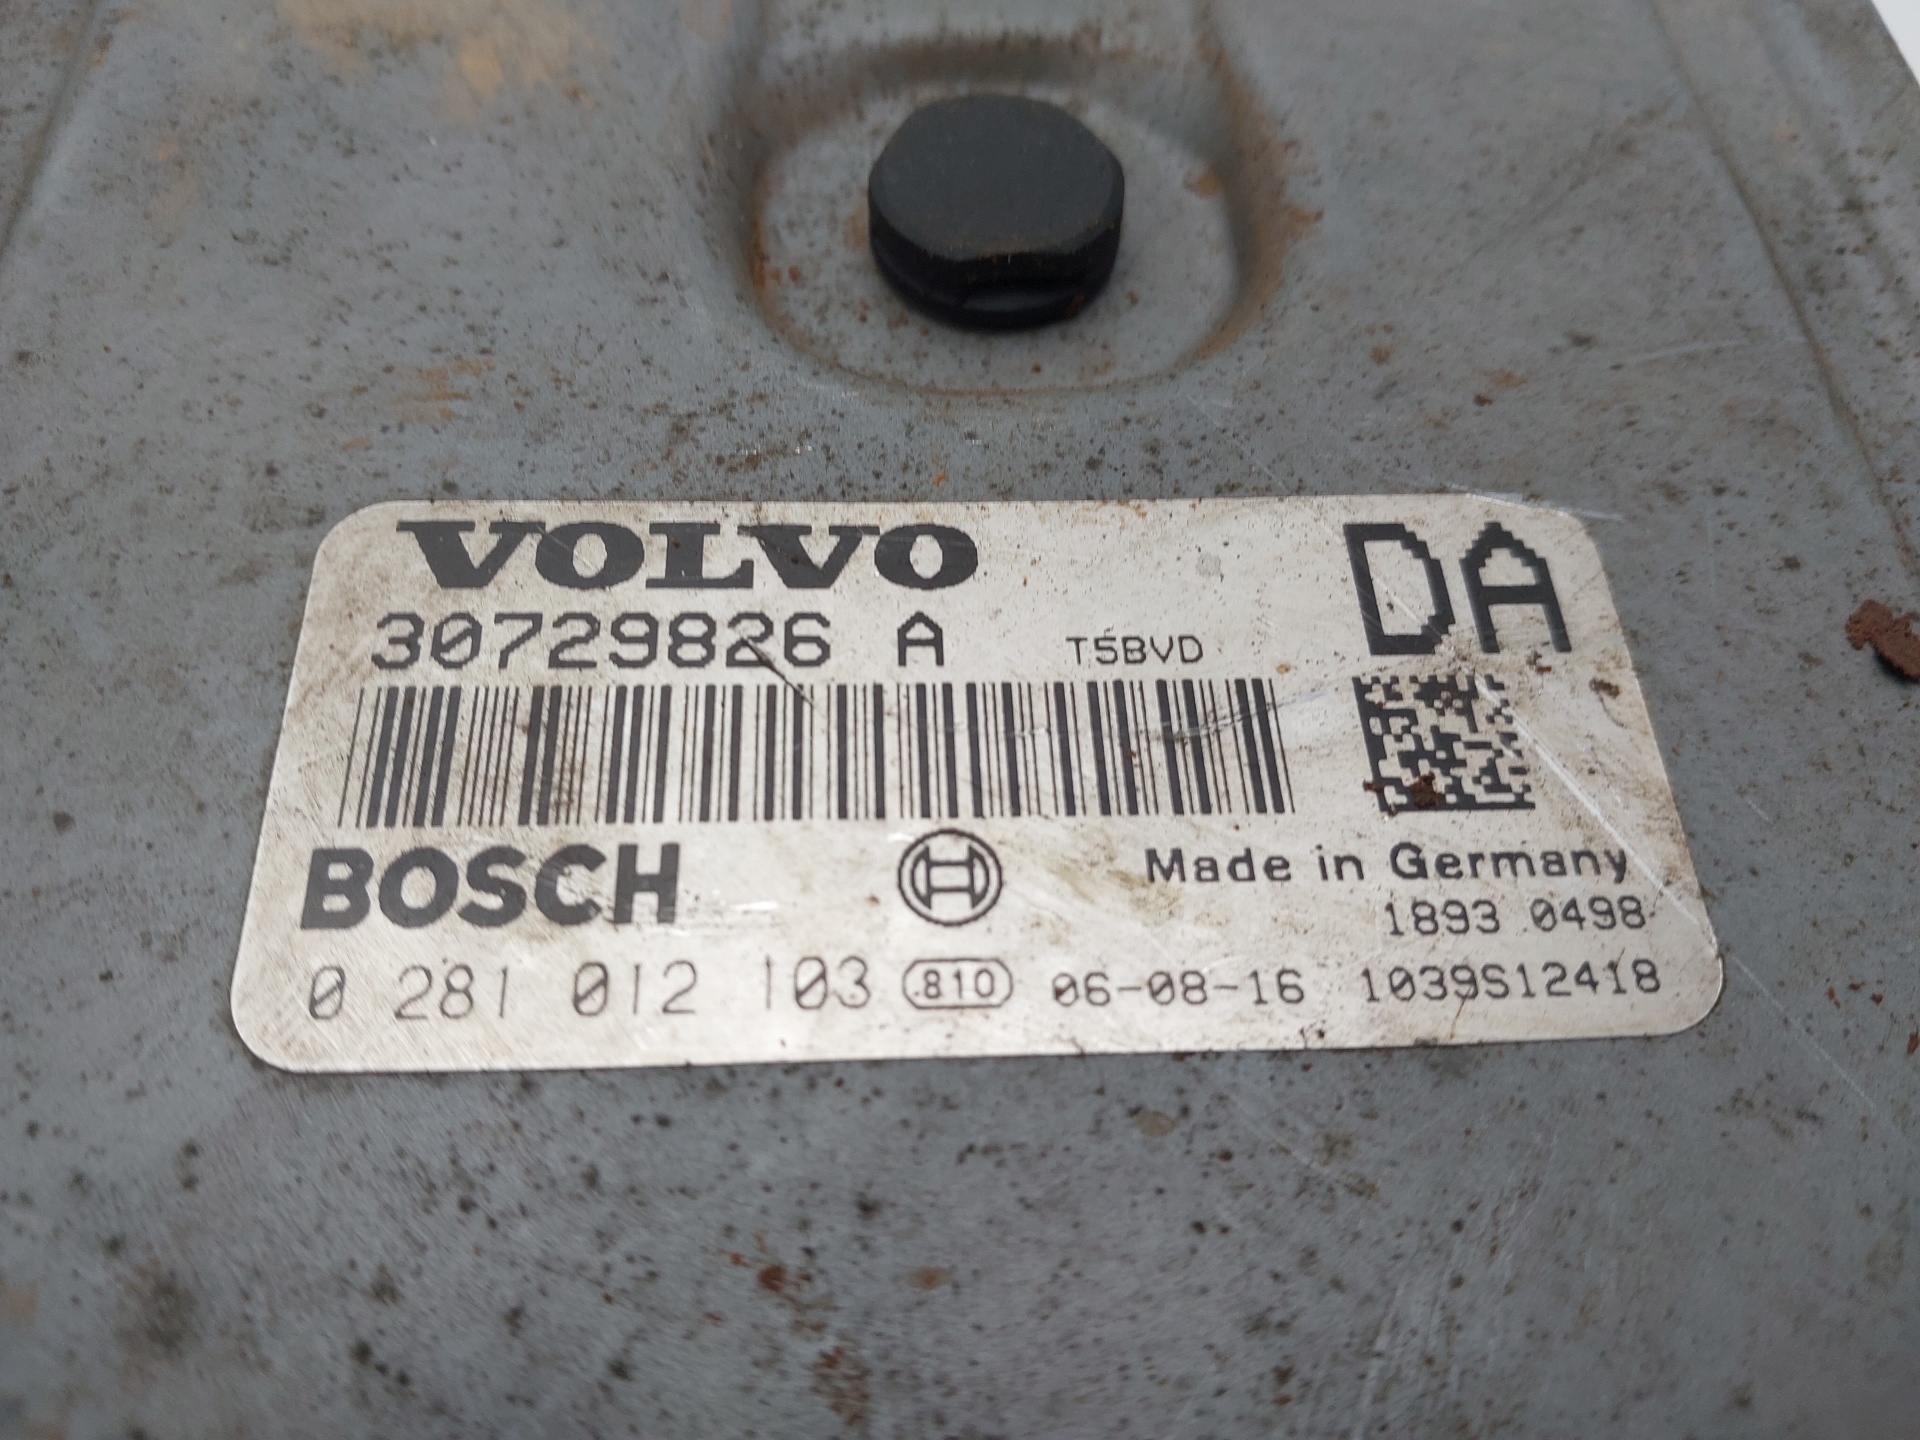 VOLVO
30729826 A T5BVD DA
BOSCH Made in Germany
1893 0498
0 281 012 103 .810 06-08-16 1039S12418